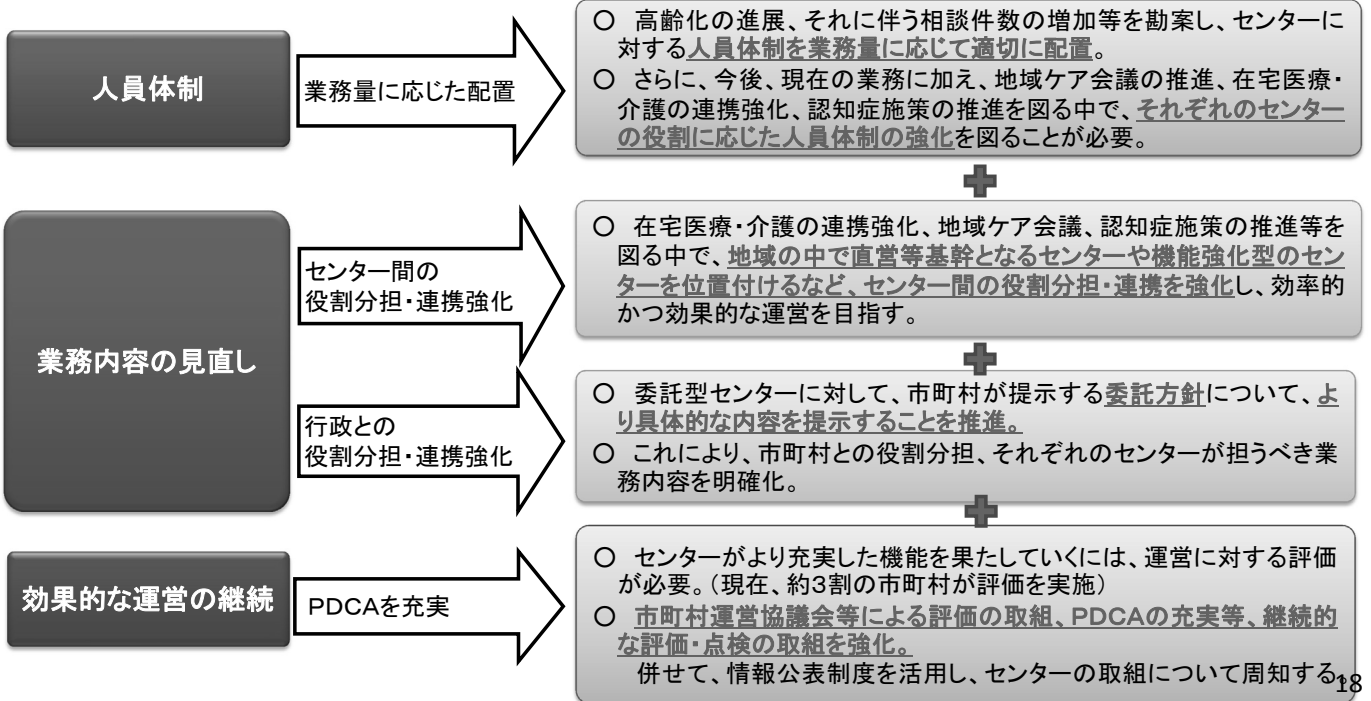 人員体制
業務量に応じた配置
○ 高齢化の進展、それに伴う相談件数の増加等を勘案し、センターに
対する人員体制を業務量に応じて適切に配置。
○ さらに、今後、現在の業務に加え、地域ケア会議の推進、在宅医療・
介護の連携強化、認知症施策の推進を図る中で、それぞれのセンター
の役割に応じた人員体制の強化を図ることが必要。
業務内容の見直し
センター間の
役割分担・連携強化
○ 在宅医療・介護の連携強化、地域ケア会議、認知症施策の推進等を
図る中で、地域の中で直営等基幹となるセンターや機能強化型のセン
ターを位置付けるなど、センター間の役割分担・連携を強化し、効率的
かつ効果的な運営を目指す。
行政との
役割分担・連携強化
○ 委託型センターに対して、市町村が提示する委託方針について、よ
り具体的な内容を提示することを推進。
○ これにより、市町村との役割分担、それぞれのセンターが担うべき業
務内容を明確化。
効果的な運営の継続
PDCAを充実
○ センターがより充実した機能を果たしていくには、運営に対する評価
が必要。（現在、約３割の市町村が評価を実施）
○ 市町村運営協議会等による評価の取組、PDCAの充実等、継続的
な評価・点検の取組を強化。
併せて、情報公表制度を活用し、センターの取組について周知する。
18